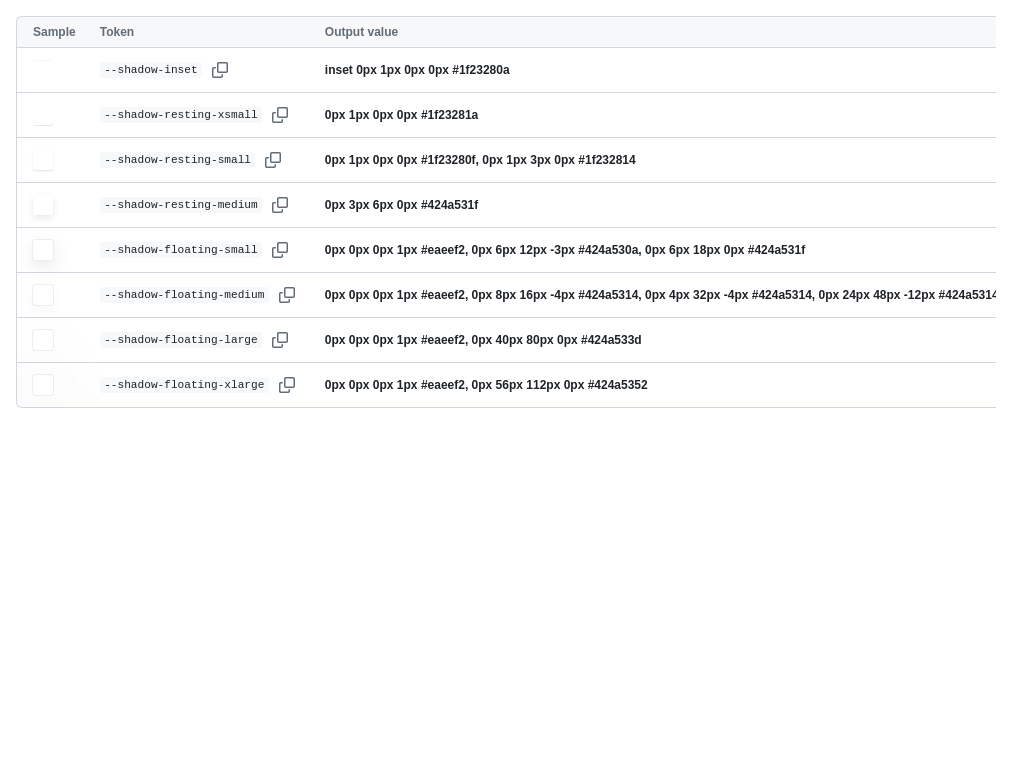 Sample Token Output value
--shadow-inset inset 0px 1px 0px 0px #1f23280a
--shadow-resting-xsmall 0px 1px 0px 0px #1f23281a
--shadow-resting-small 0px 1px 0px 0px #1f23280f, 0px 1px 3px 0px #1f232814
--shadow-resting-medium 0px 3px 6px 0px #424a531f
--shadow-floating-small 0px 0px 0px 1px #eaeef2, 0px 6px 12px -3px #424a530a, 0px 6px 18px 0px #424a531f
--shadow-floating-medium 0px 0px 0px 1px #eaeef2, 0px 8px 16px -4px #424a5314, 0px 4px 32px -4px #424a5314, 0px 24px 48px -12px #424a5314
--shadow-floating-large 0px 0px 0px 1px #eaeef2, 0px 40px 80px 0px #424a533d
--shadow-floating-xlarge 0px 0px 0px 1px #eaeef2, 0px 56px 112px 0px #424a5352